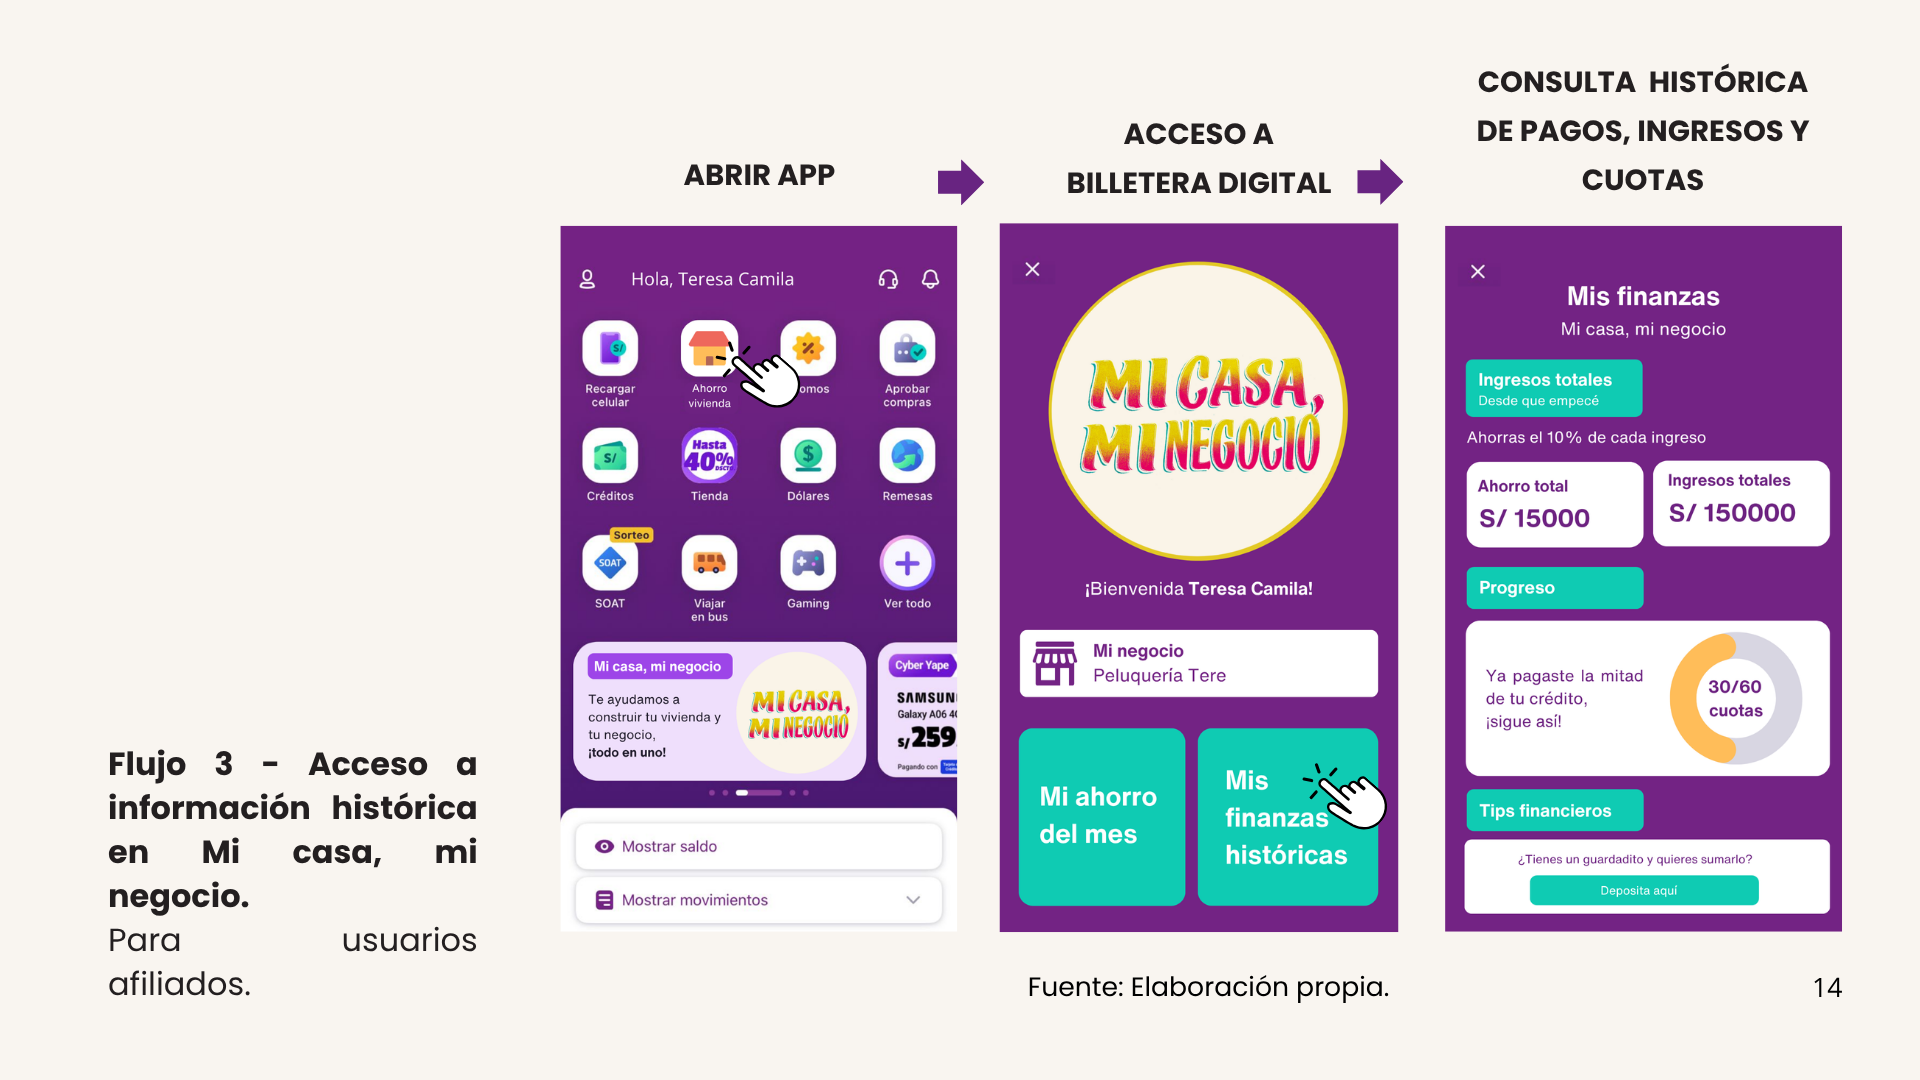 CONSULTA HISTÓRICA
DE PAGOS, INGRESOS Y
CUOTAS
ACCESO A
BILLETERA DIGITAL
ABRIR APP
Hola, Teresa Camila
Recargar
celular
Ahorro
vivienda
omos
Aprobar
compras
S/
Créditos
Hasta
40%
DSCTO
Tienda
Dólares
Remesas
Sorteo
SOAT
SOAT
Viajar
en bus
Gaming
Ver todo
Mi casa, mi negocio
Te ayudamos a
construir tu vivienda y
tu negocio,
¡todo en uno!
MI CASA,
MI NEGOCIO
Cyber Yape
SAMSUN
Galaxy A06 4
S/259
Pagando con
Mostrar saldo
Mostrar movimientos
MI CASA,
MI NEGOCIO
¡Bienvenida Teresa Camila!
Mi negocio
Peluquería Tere
Mi ahorro
del mes
Mis
finanzas
históricas
Mis finanzas
Mi casa, mi negocio
Ingresos totales
Desde que empecé
Ahorras el 10% de cada ingreso
Ahorro total
S/ 15000
Ingresos totales
S/ 150000
Progreso
Ya pagaste la mitad
de tu crédito,
¡sigue así!
30/60
cuotas
Tips financieros
¿Tienes un guardadito y quieres sumarlo?
Deposita aquí
Flujo 3 - Acceso a
información histórica
en Mi casa, mi
negocio.
Para usuarios
afiliados.
Fuente: Elaboración propia.
14